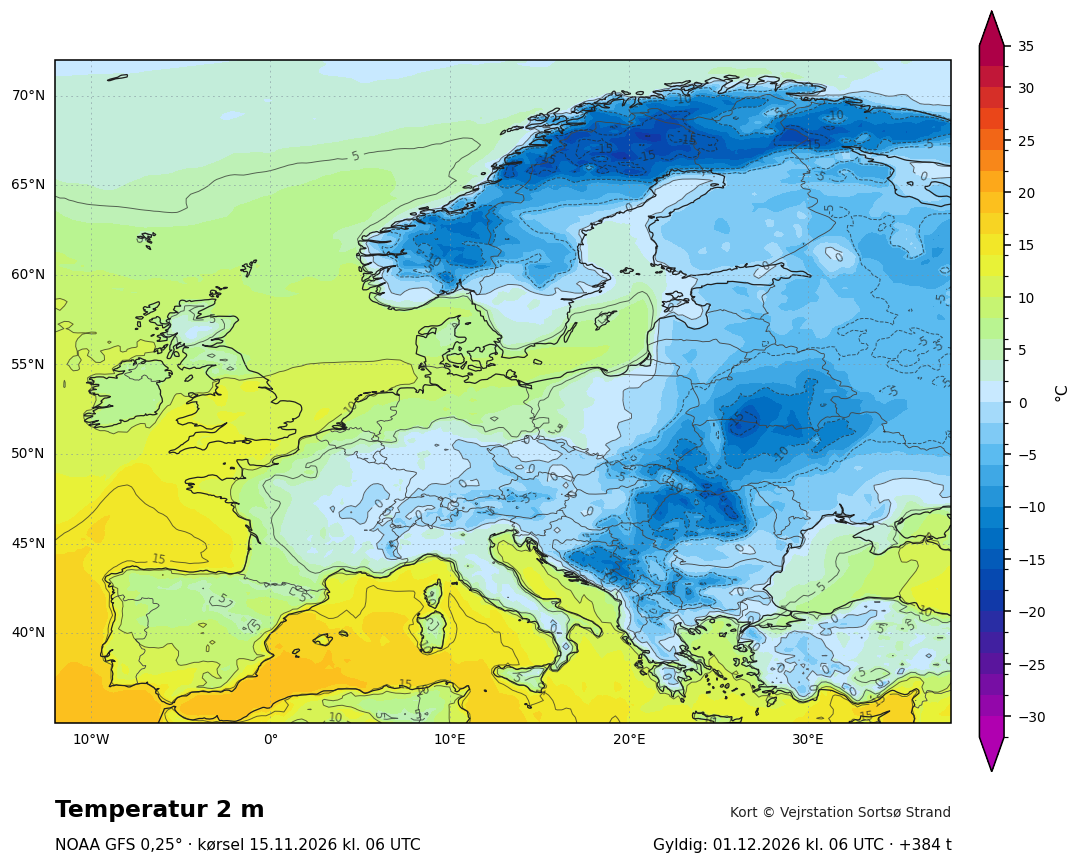 70°N
65°N
60°N
55°N
50°N
45°N
40°N
10°W
0°
10°E
20°E
30°E
35
30
25
20
15
10
5
0
−5
−10
−15
−20
−25
−30
°C
Temperatur 2 m
Kort © Vejrstation Sortsø Strand
NOAA GFS 0,25° · kørsel 15.11.2026 kl. 06 UTC
Gyldig: 01.12.2026 kl. 06 UTC · +384 t